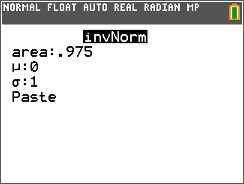 NORMAL FLOAT AUTO REAL RADIAN MP
invNorm
area:.975
μ:0
σ:1
Paste